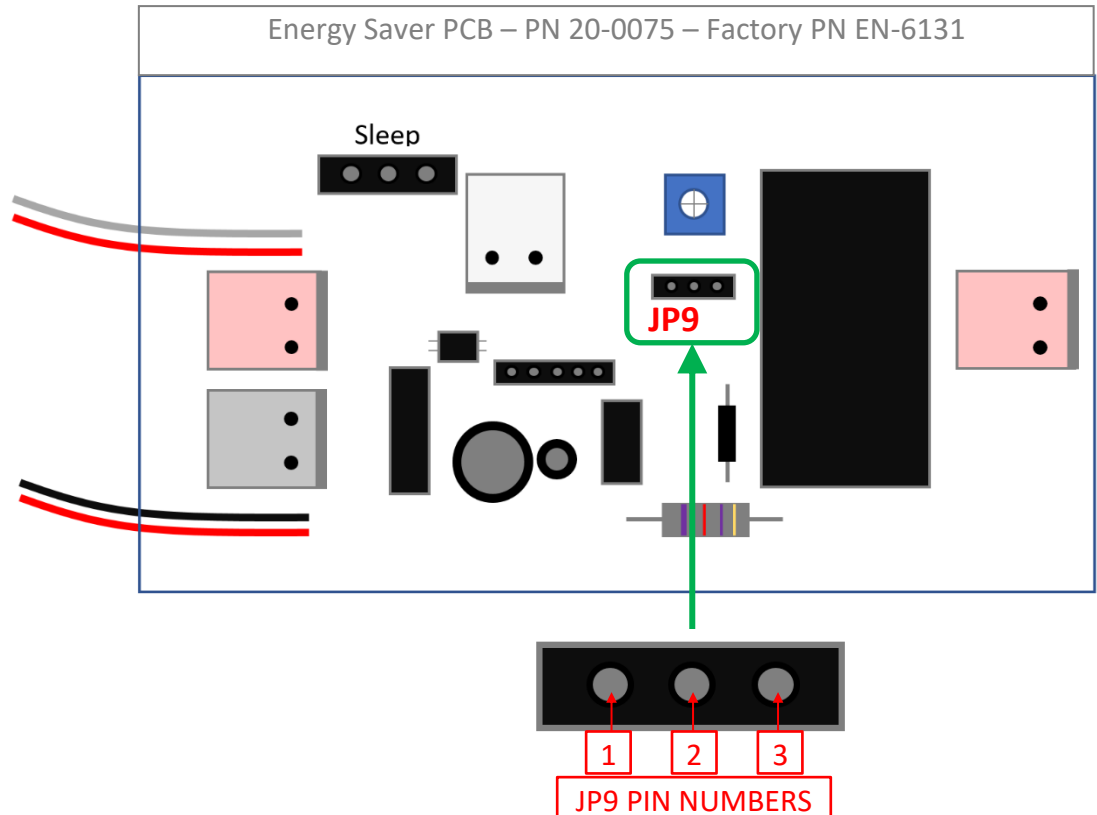 Energy Saver PCB – PN 20-0075 – Factory PN EN-6131
Sleep
JP9
1 2 3
JP9 PIN NUMBERS